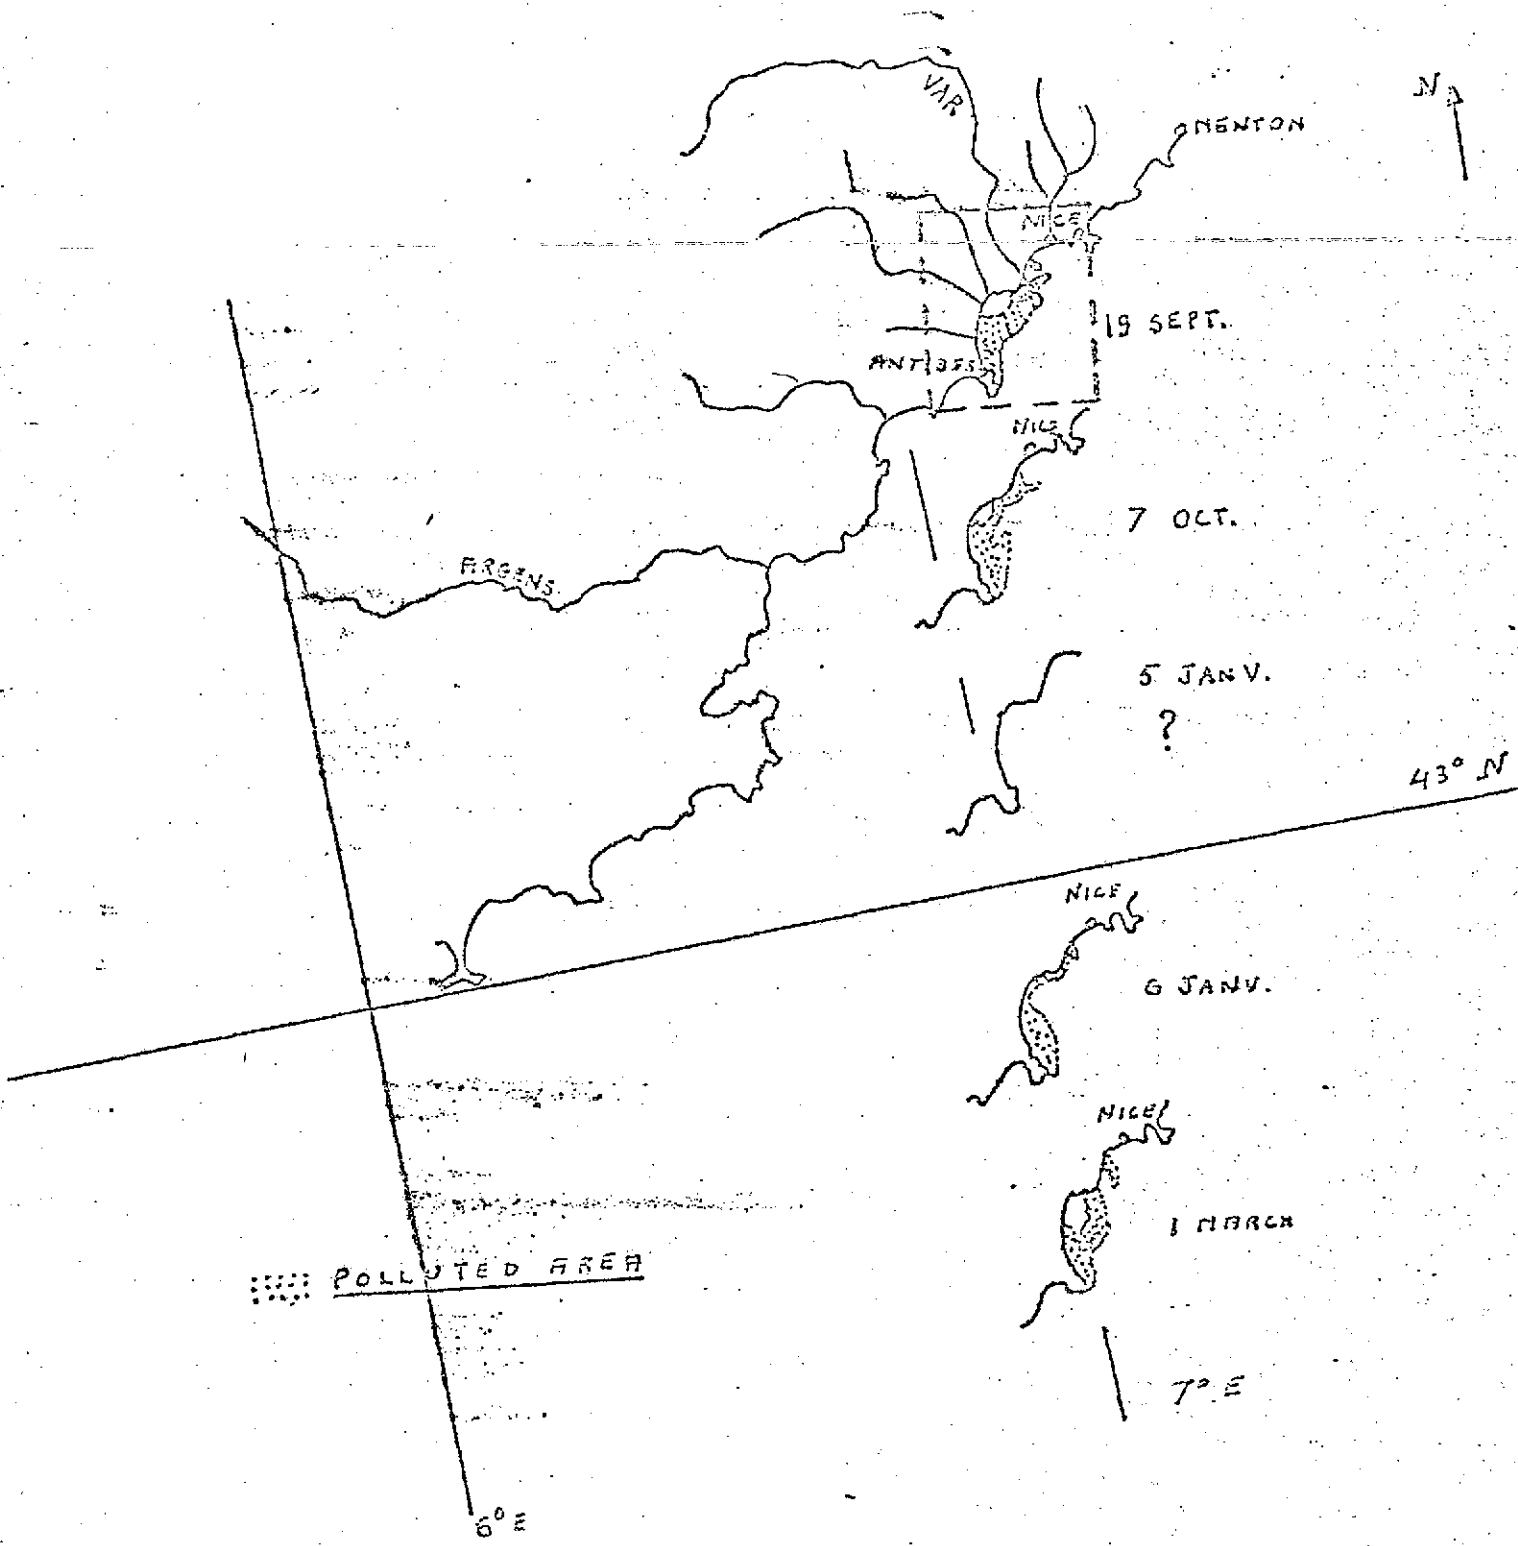 N
VAR
MENTON
NICE
19 SEPT.
ANTIBES
NICE
7 OCT.
ARGENS
5 JANV.
?
43° N
NICE
6 JANV.
NICE
1 MARCH
POLLUTED AREA
7° E
6° E